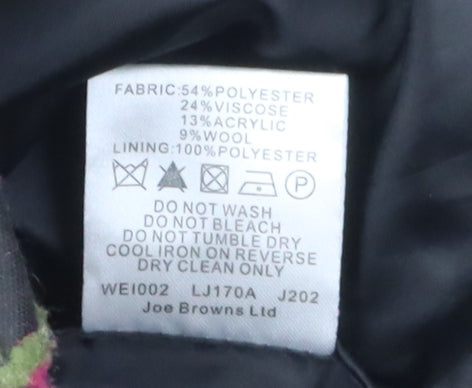 FABRIC:54%POLYESTER
24%VISCOSE
13%ACRYLIC
9%WOOL
LINING:100%POLYESTER
P
DO NOT WASH
DO NOT BLEACH
DO NOT TUMBLE DRY
COOL IRON ON REVERSE
DRY CLEAN ONLY
WEI002 LJ170A J202
Joe Browns Ltd